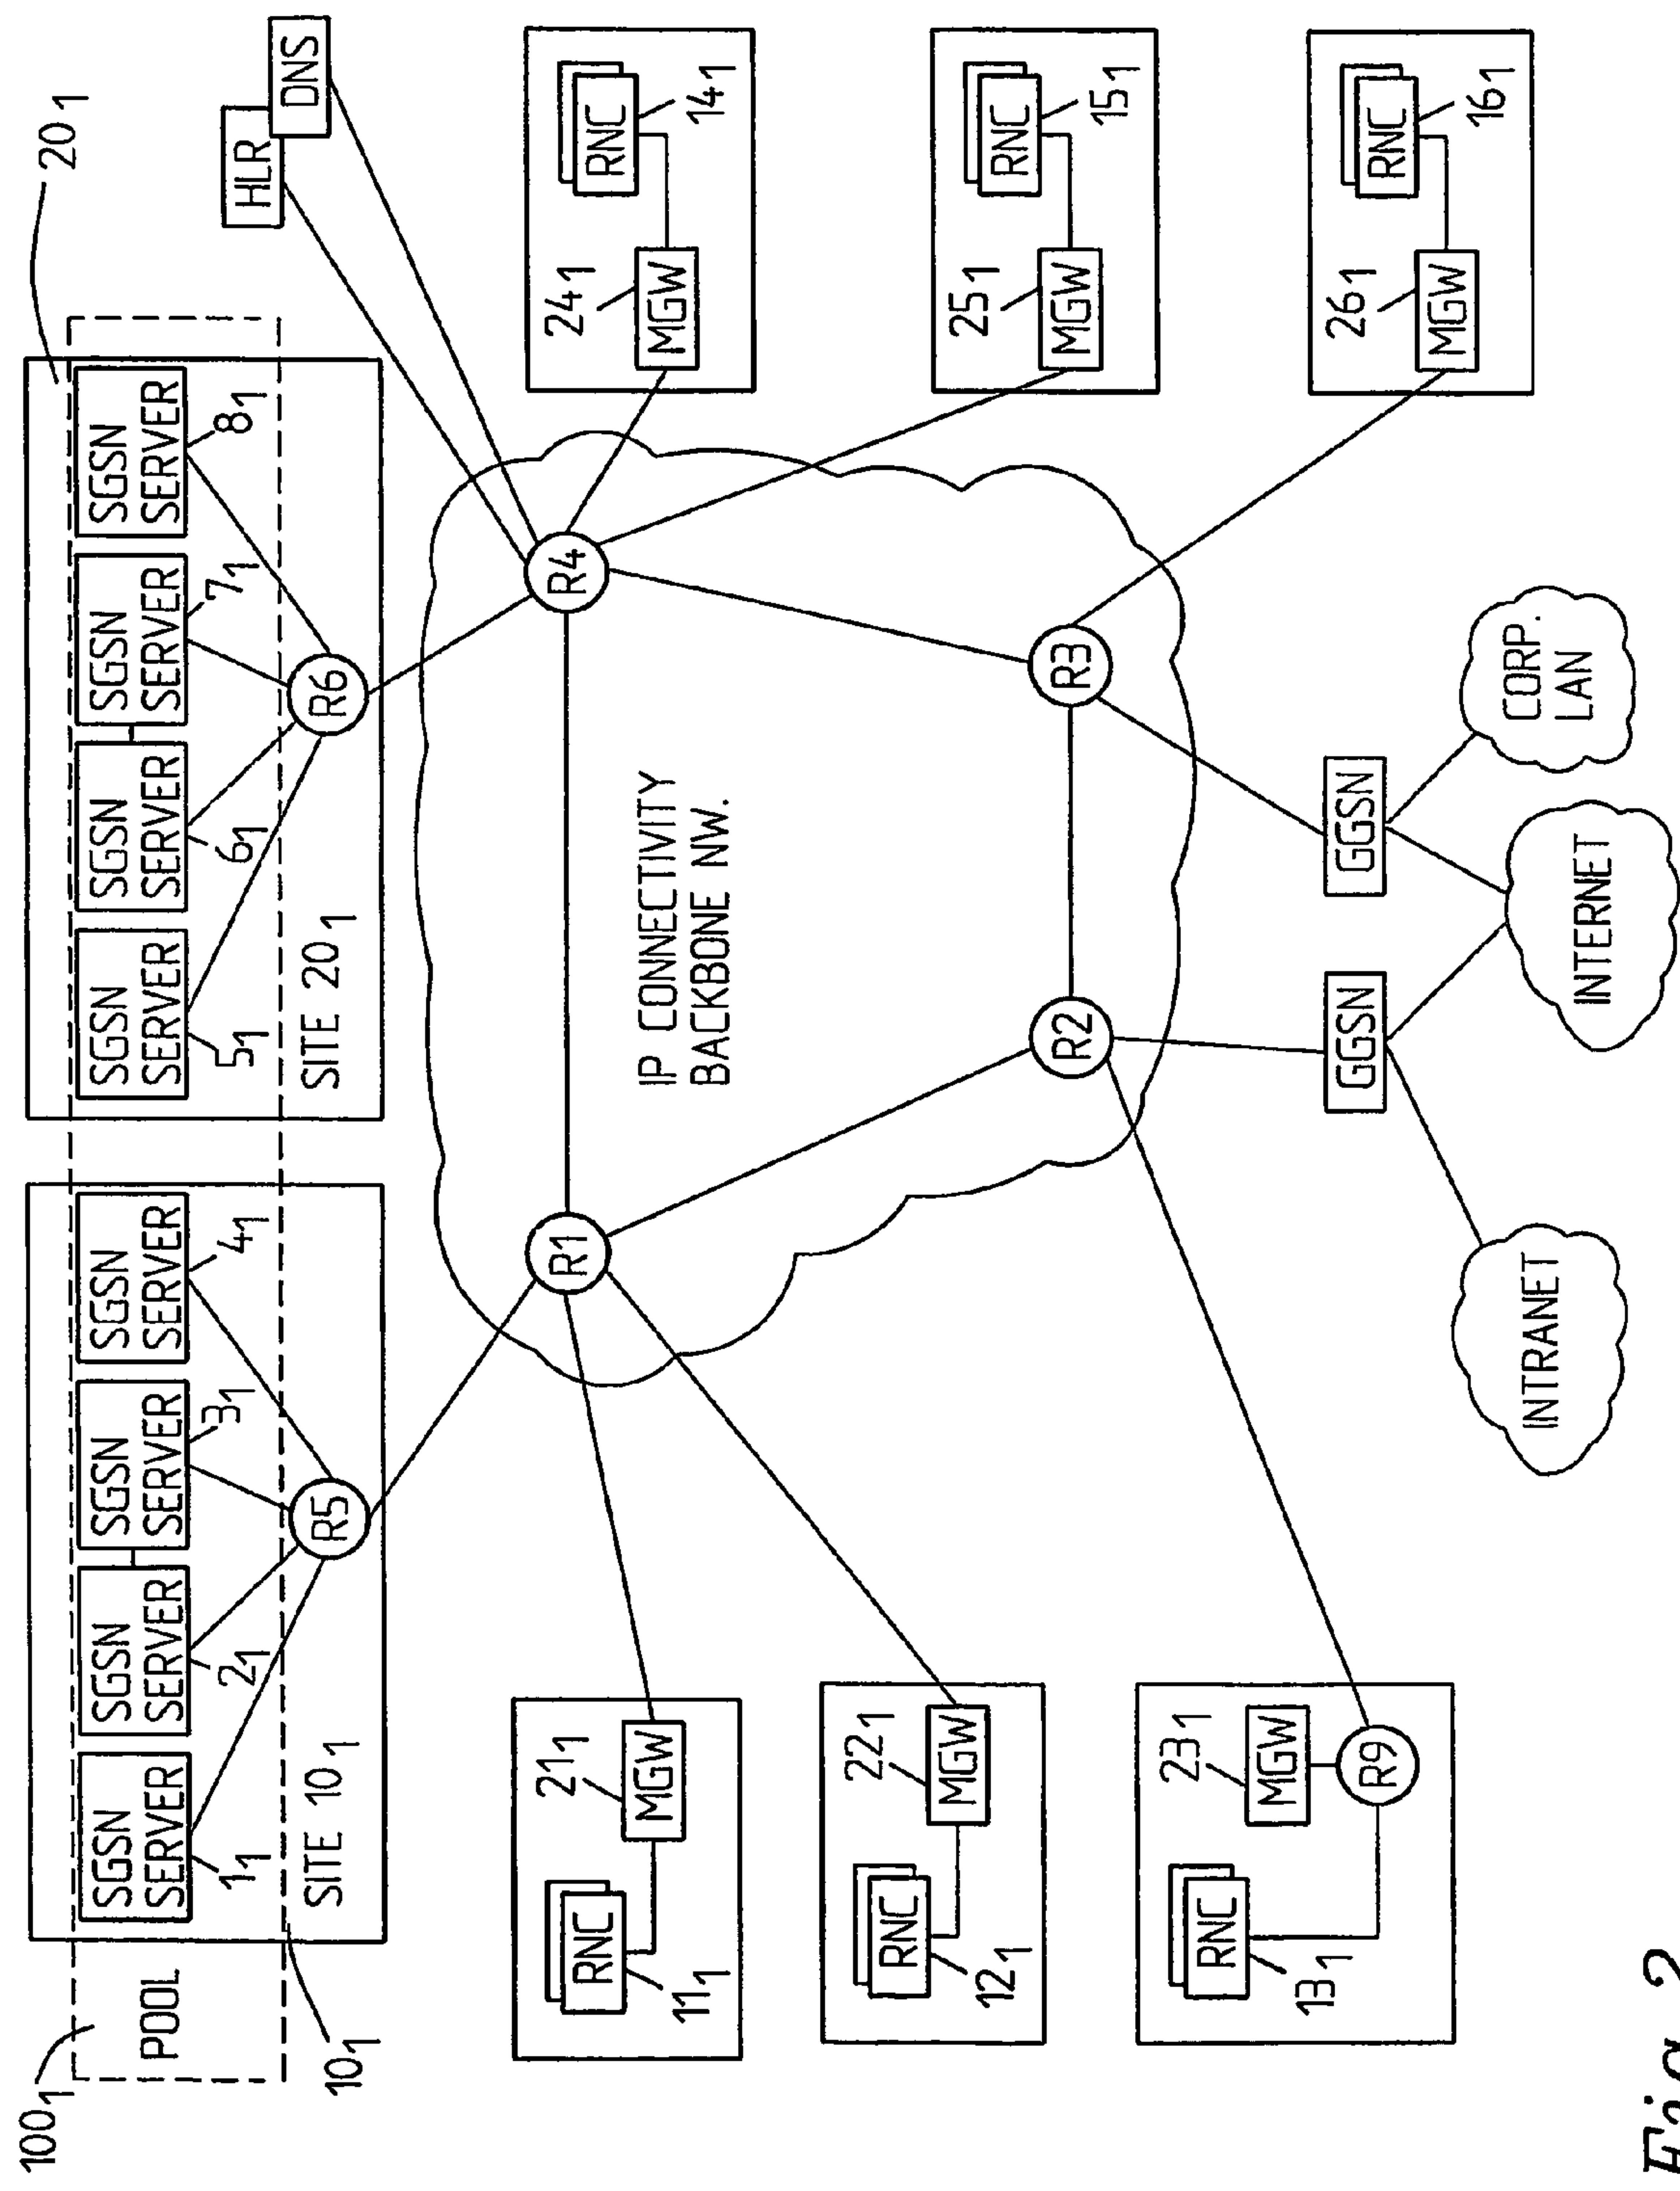 100₁
POOL
10₁
SGSN
SERVER
1₁
SGSN
SERVER
2₁
SGSN
SERVER
3₁
SGSN
SERVER
4₁
R5
SITE 10₁
SGSN
SERVER
5₁
SGSN
SERVER
6₁
SGSN
SERVER
7₁
SGSN
SERVER
8₁
R6
SITE 20₁
20₁
HLR
DNS
RNC
11₁
MGW
21₁
RNC
12₁
MGW
22₁
RNC
13₁
MGW
23₁
R9
R1
R4
IP CONNECTIVITY
BACKBONE NW.
R2
R3
24₁
MGW
RNC
14₁
25₁
MGW
RNC
15₁
26₁
MGW
RNC
16₁
GGSN
GGSN
INTRANET
INTERNET
CORP.
LAN
Fig. 2